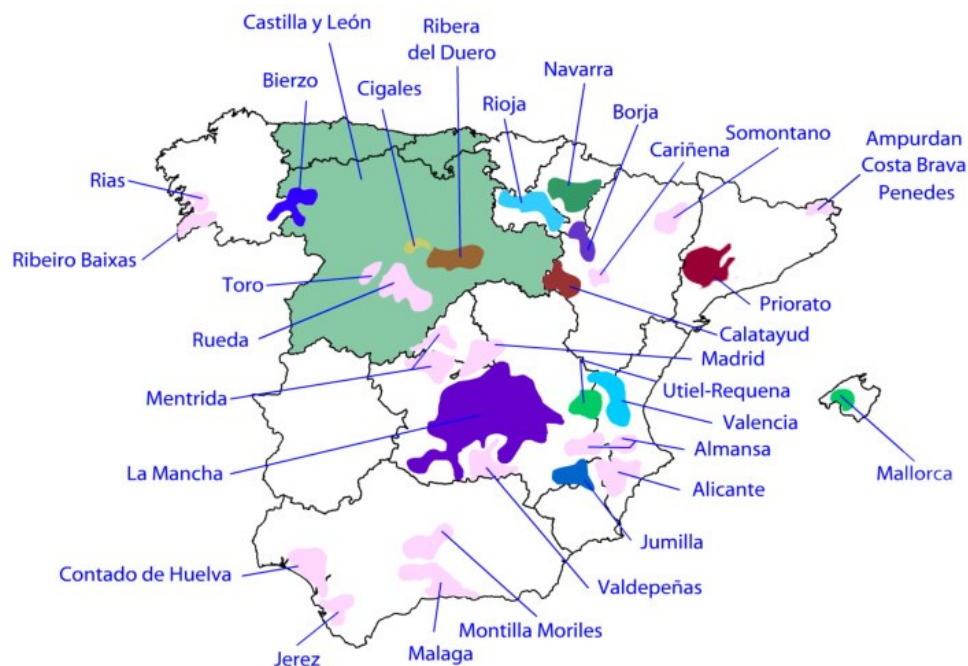 Castilla y León
Ribera
del Duero
Bierzo
Cigales
Rioja
Navarra
Borja
Cariñena
Somontano
Ampurdan
Costa Brava
Penedes
Rias
Ribeiro Baixas
Toro
Rueda
Priorato
Calatayud
Madrid
Mentrida
Utiel-Requena
Valencia
La Mancha
Almansa
Alicante
Mallorca
Jumilla
Contado de Huelva
Valdepeñas
Montilla Moriles
Jerez
Malaga